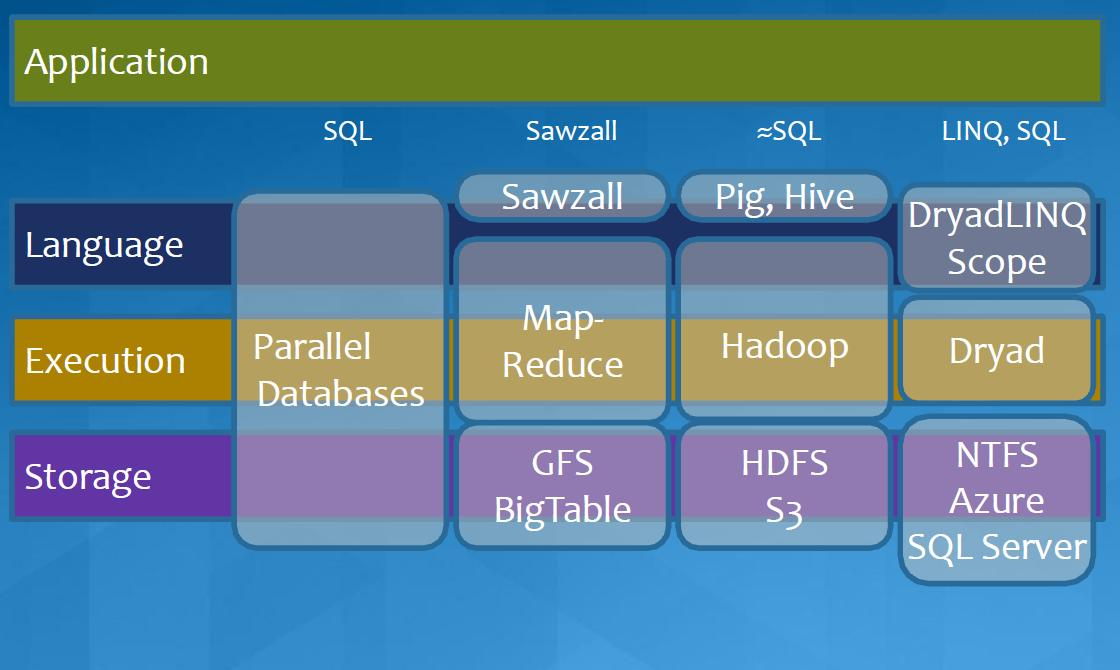 Application
SQL
Sawzall
≈SQL
LINQ, SQL
Sawzall
Pig, Hive
Language
DryadLINQ
Scope
Execution
Parallel
Databases
Map-
Reduce
Hadoop
Dryad
Storage
GFS
BigTable
HDFS
S3
NTFS
Azure
SQL Server